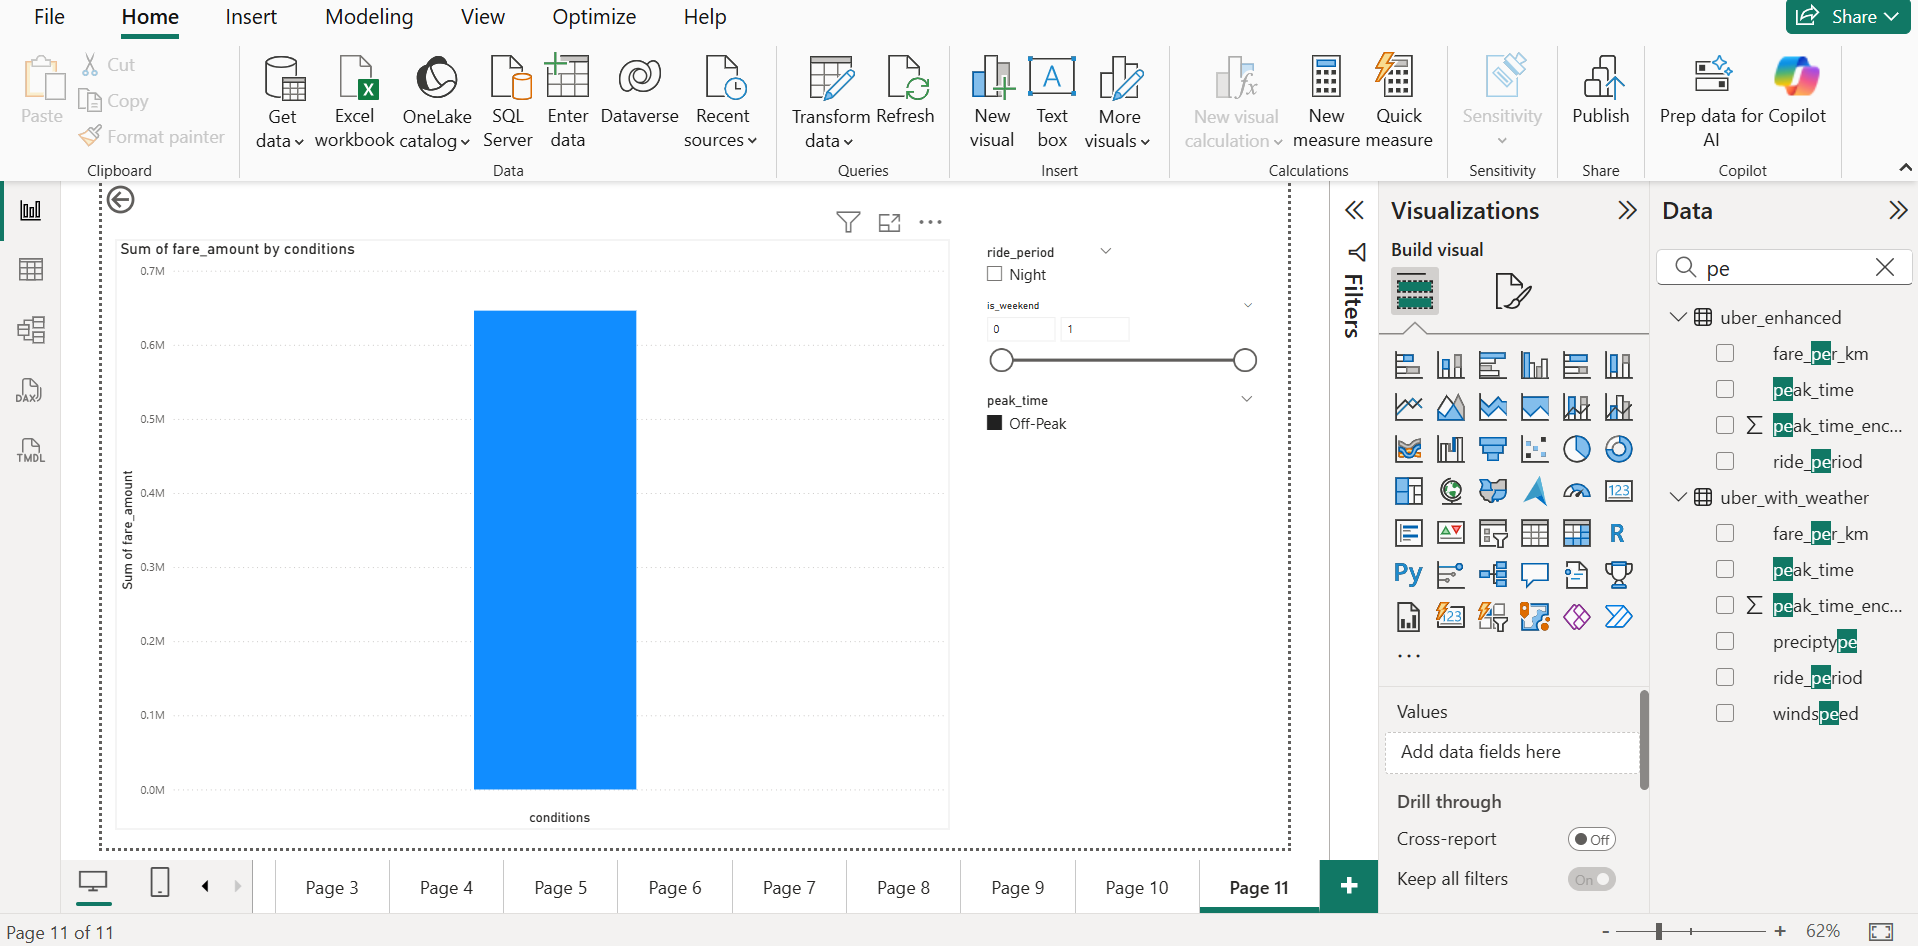 File Home Insert Modeling View Optimize Help Share
Paste Cut
Copy
Format painter
Clipboard
Get data
Excel workbook
OneLake catalog
SQL Server
Enter data
Dataverse
Recent sources
Data
Transform data
Refresh
Queries
New visual
Text box
A
More visuals
Insert
New visual calculation
New measure
Quick measure
Calculations
Sensitivity
Sensitivity
Publish
Share
Prep data for AI
Copilot
Copilot
DAX
TMDL
Sum of fare_amount by conditions
0.7M
0.6M
0.5M
0.4M
0.3M
0.2M
0.1M
0.0M
Sum of fare_amount
conditions
ride_period
Night
is_weekend
0 1
peak_time
Off-Peak
Filters
Visualizations
Build visual
123
R
Py
123
Values
Add data fields here
Drill through
Cross-report Off
Keep all filters On
Data
pe
uber_enhanced
fare_per_km
peak_time
peak_time_enc...
ride_period
uber_with_weather
fare_per_km
peak_time
peak_time_enc...
preciptype
ride_period
windspeed
Page 3 Page 4 Page 5 Page 6 Page 7 Page 8 Page 9 Page 10 Page 11 +
Page 11 of 11
- + 62%